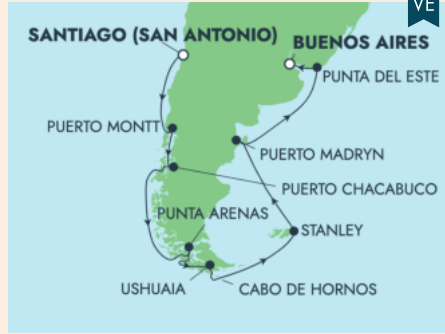 VE
SANTIAGO (SAN ANTONIO)
BUENOS AIRES
PUNTA DEL ESTE
PUERTO MONTT
PUERTO MADRYN
PUERTO CHACABUCO
PUNTA ARENAS
STANLEY
USHUAIA
CABO DE HORNOS